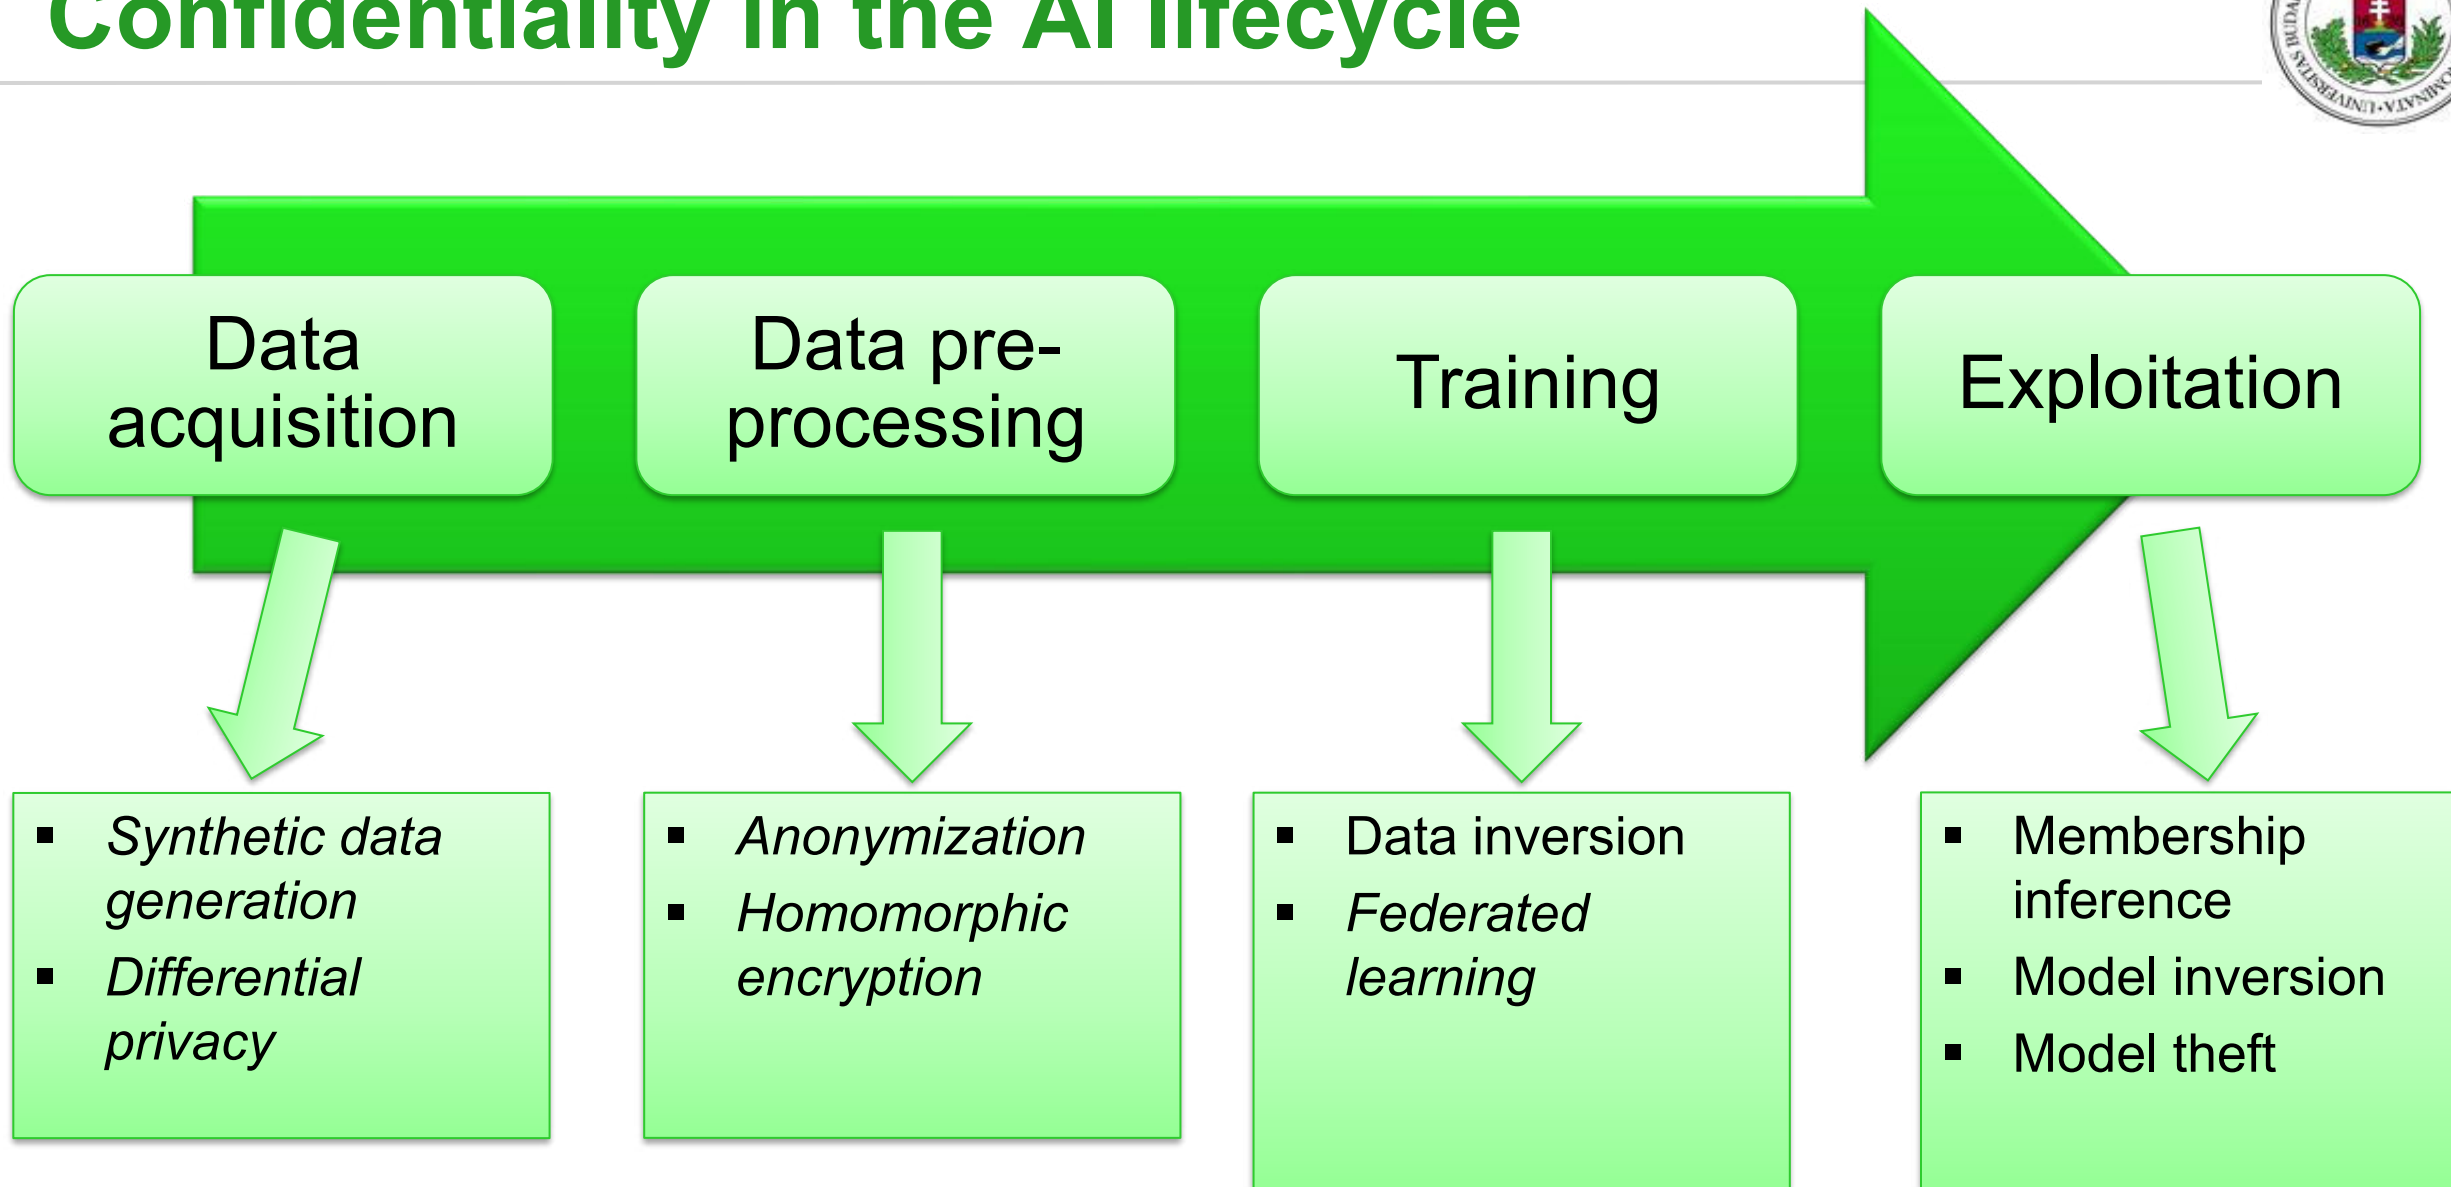 Confidentiality in the AI lifecycle
Data
acquisition
Data pre-
processing
Training
Exploitation
▪ Synthetic data
generation
▪ Differential
privacy
▪ Anonymization
▪ Homomorphic
encryption
▪ Data inversion
▪ Federated
learning
▪ Membership
inference
▪ Model inversion
▪ Model theft